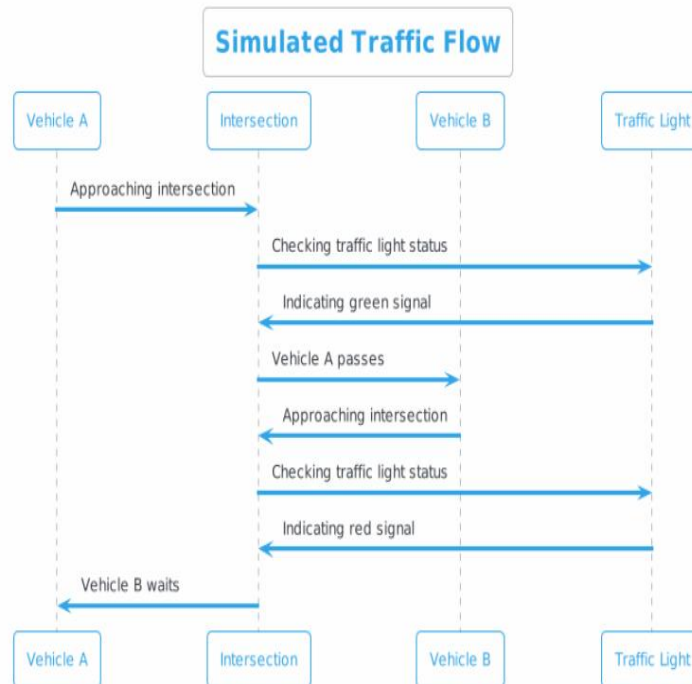 Simulated Traffic Flow
Vehicle A
Intersection
Vehicle B
Traffic Light
Approaching intersection
Checking traffic light status
Indicating green signal
Vehicle A passes
Approaching intersection
Checking traffic light status
Indicating red signal
Vehicle B waits
Vehicle A
Intersection
Vehicle B
Traffic Light